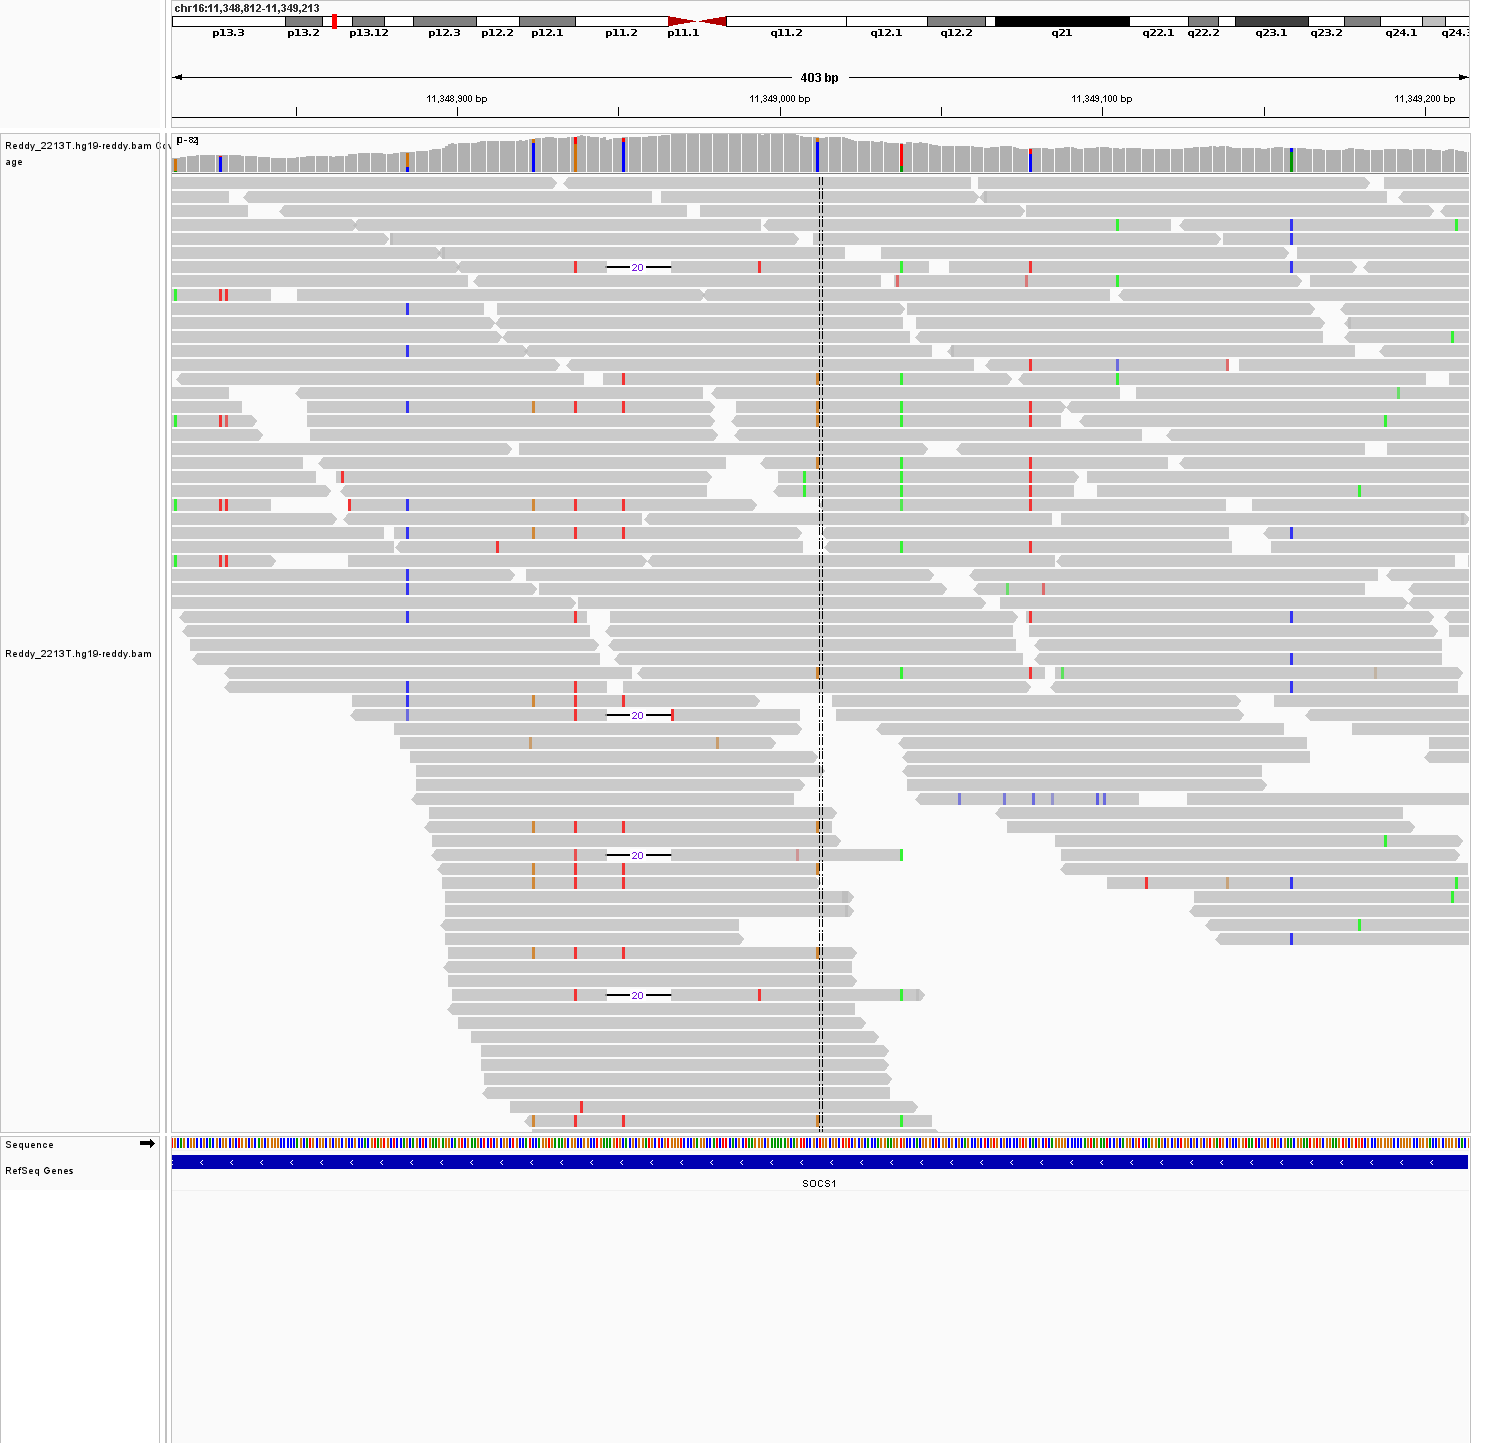 chr16:11,348,812-11,349,213
p13.3 p13.2 p13.12 p12.3 p12.2 p12.1 p11.2 p11.1 q11.2 q12.1 q12.2 q21 q22.1 q22.2 q23.1 q23.2 q24.1 q24.3
403 bp
11,348,900 bp 11,349,000 bp 11,349,100 bp 11,349,200 bp
Reddy_2213T.hg19-reddy.bam Cov
age
[0 - 82]
20
Reddy_2213T.hg19-reddy.bam
20
20
20
Sequence
RefSeq Genes
SOCS1